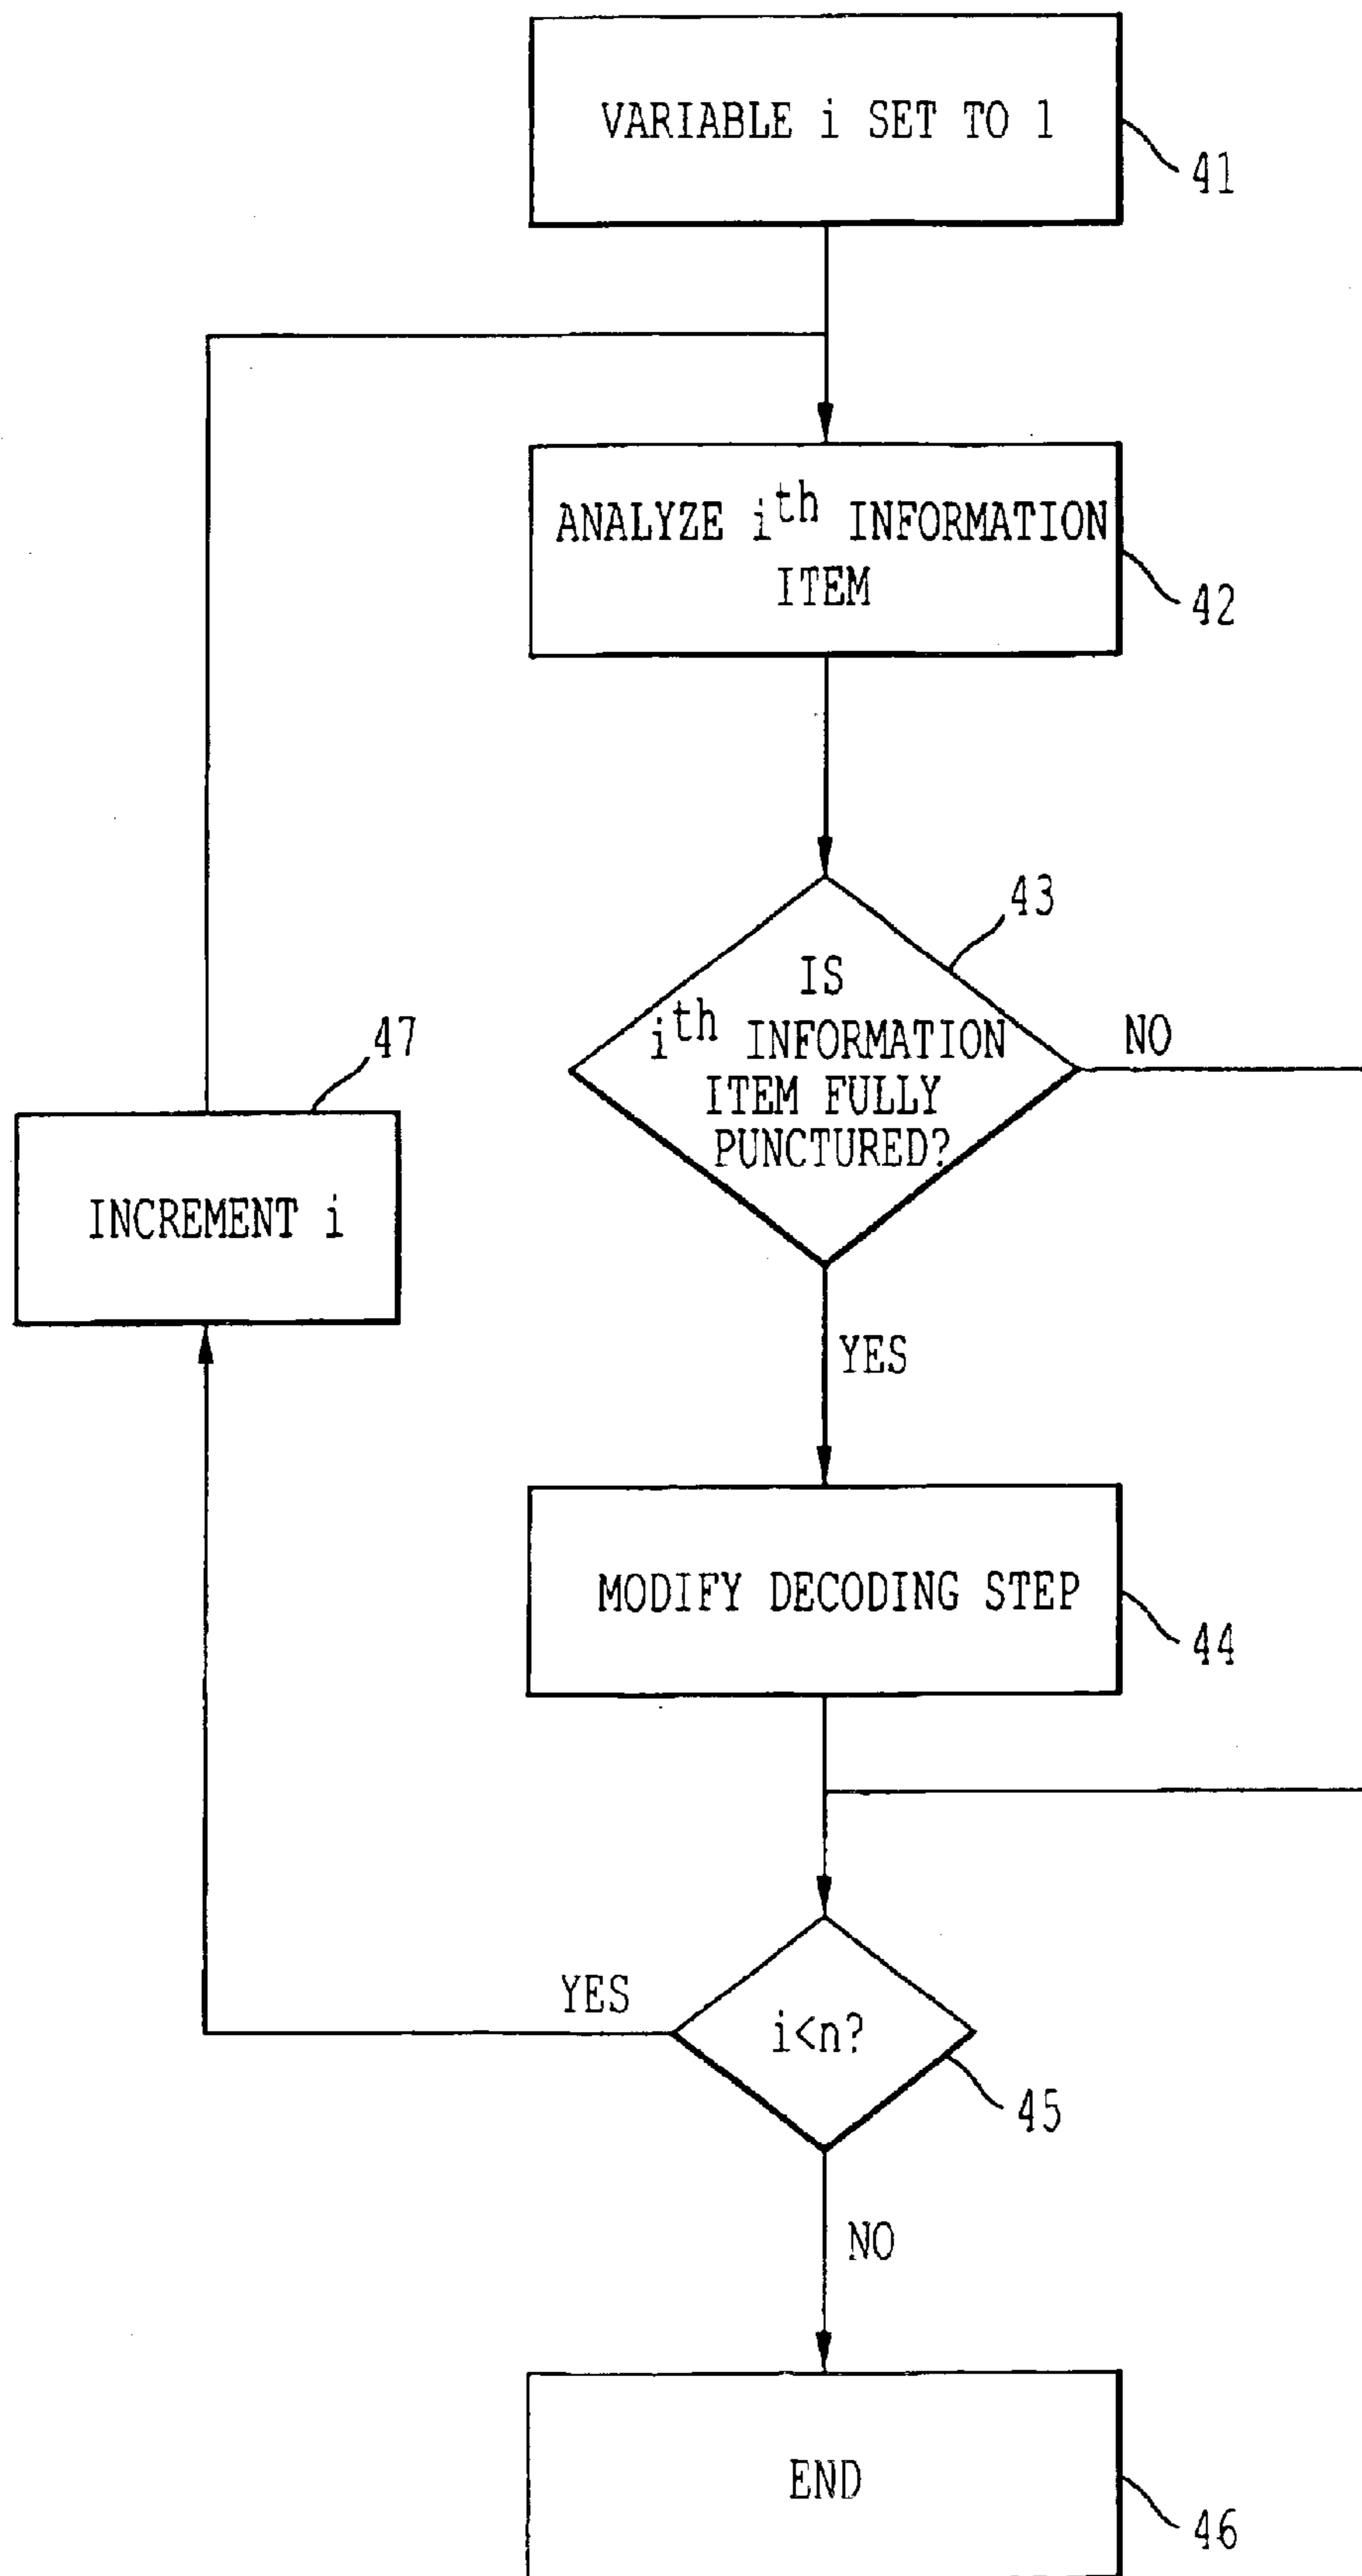 VARIABLE i SET TO 1
41
ANALYZE ith INFORMATION
ITEM
42
43
IS
ith INFORMATION
ITEM FULLY
PUNCTURED?
NO
47
INCREMENT i
YES
MODIFY DECODING STEP
44
YES
i<n?
45
NO
END
46